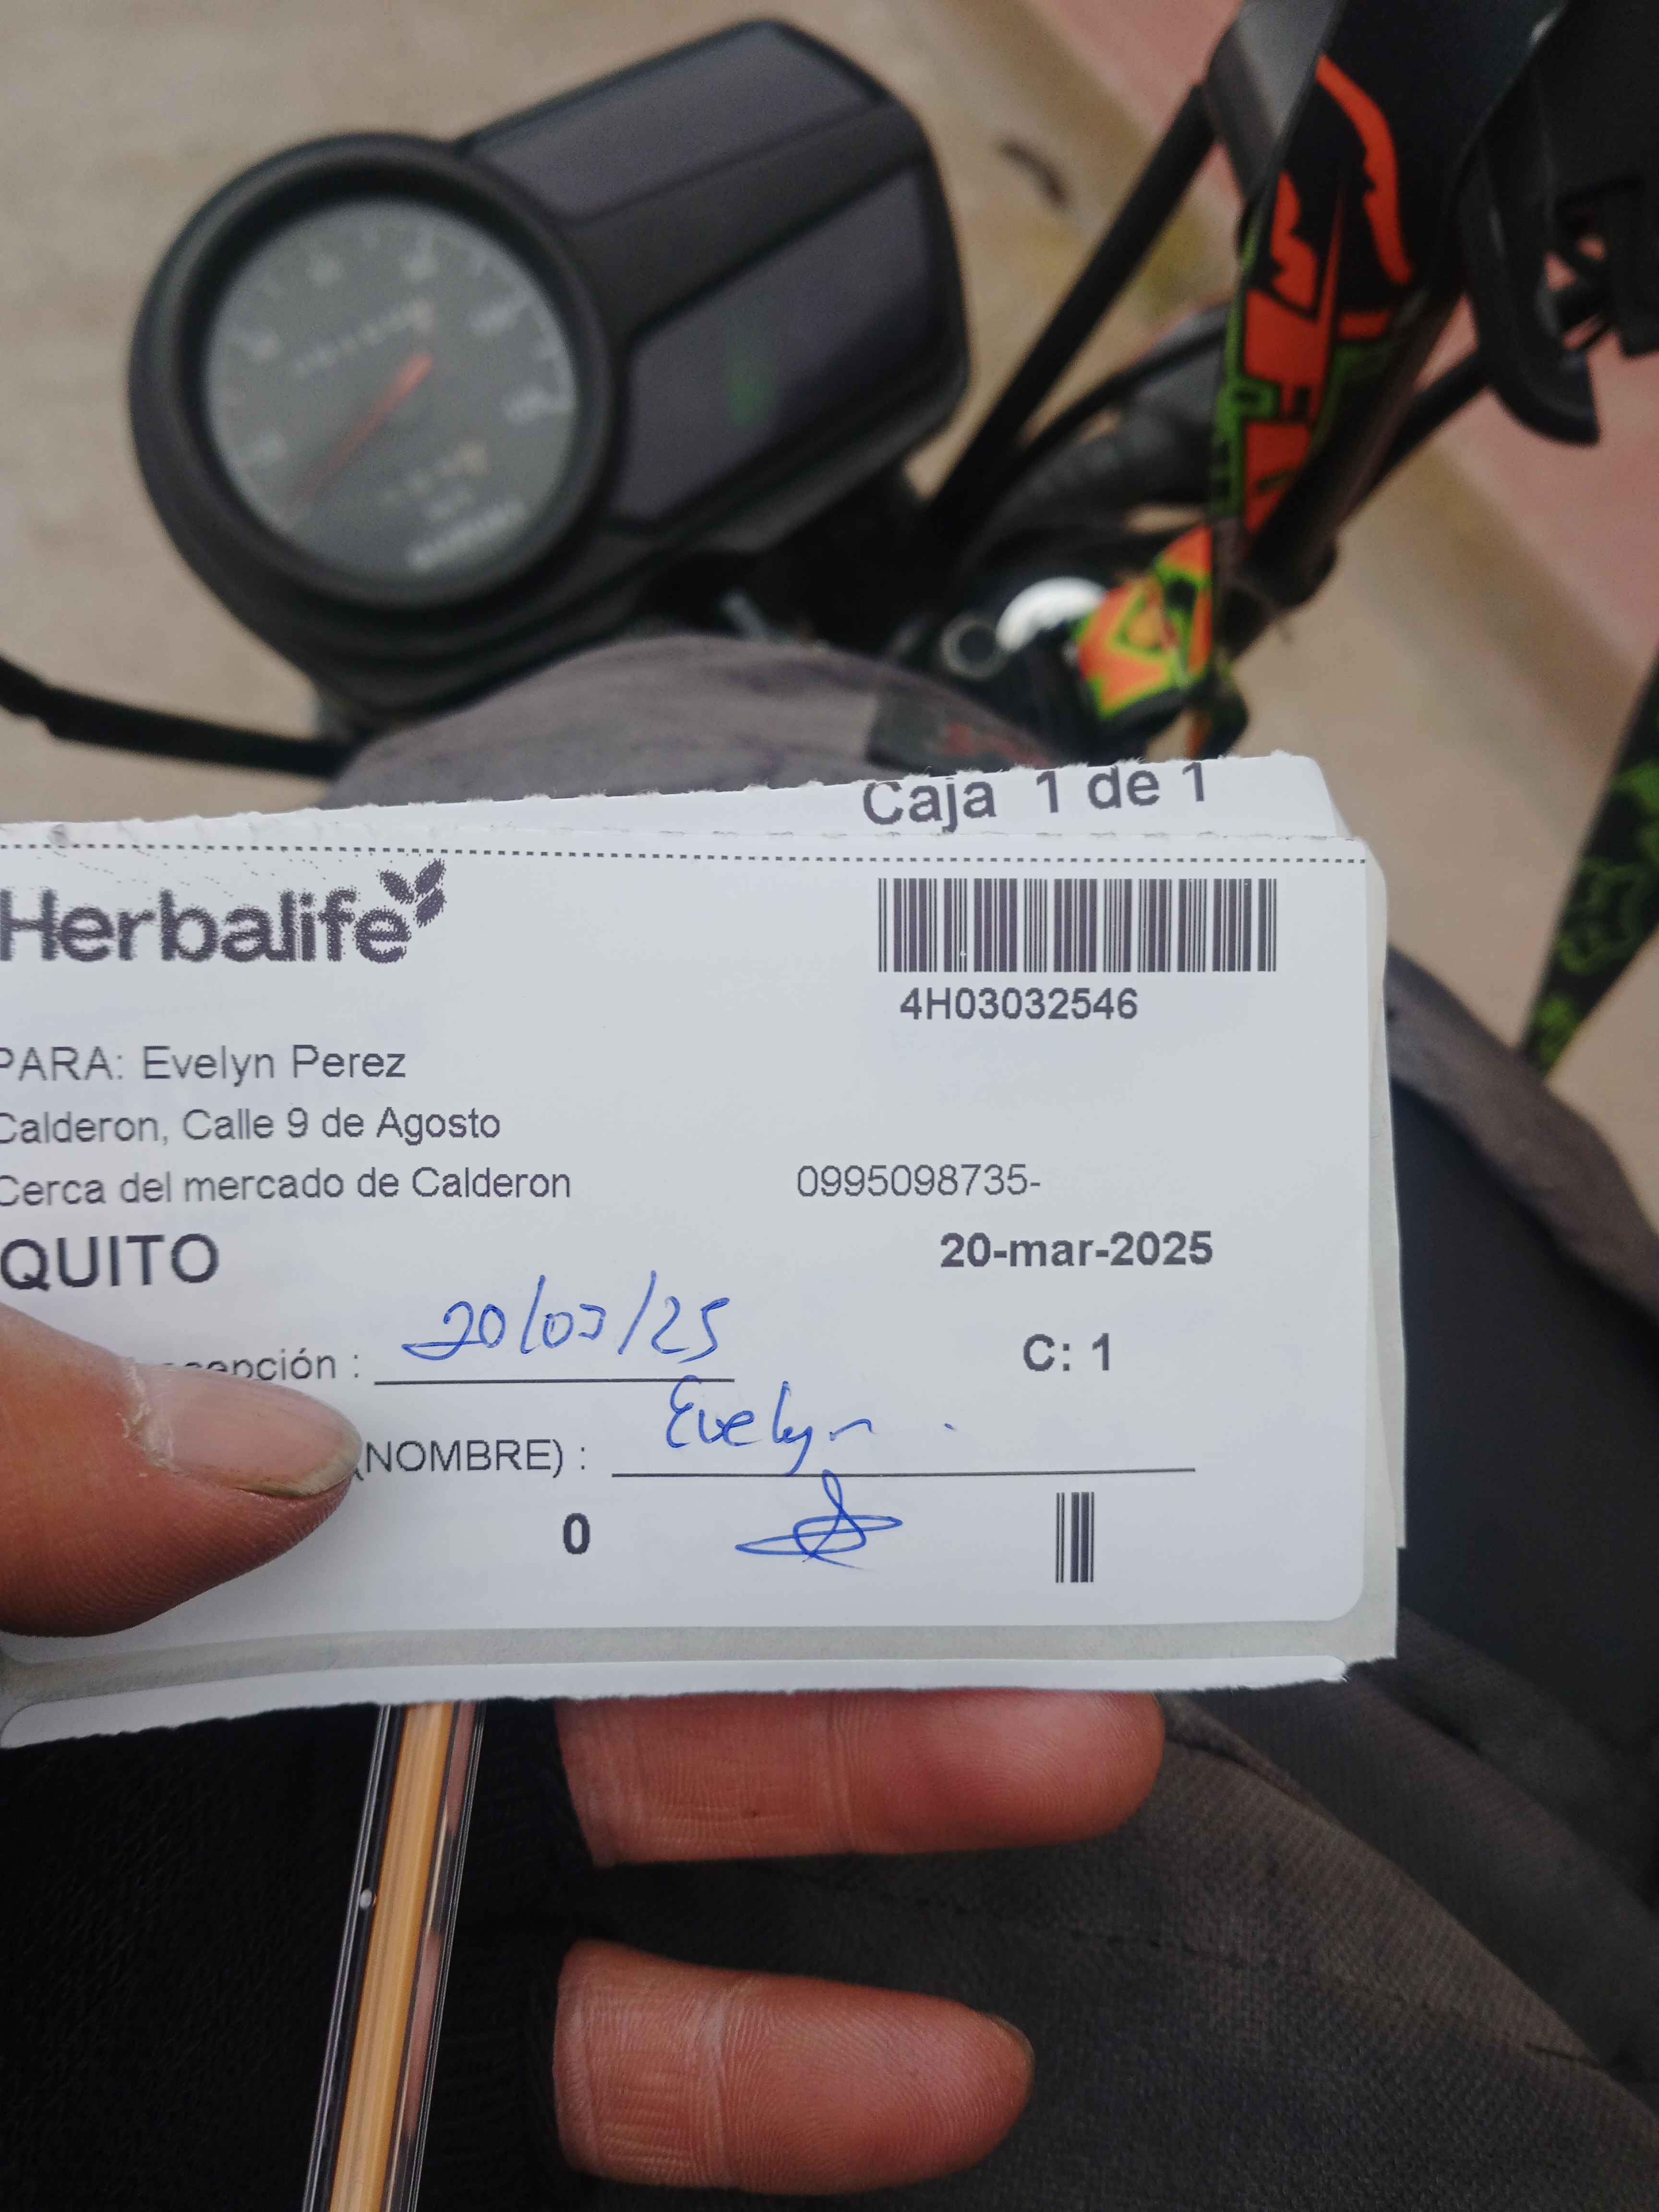 Caja 1 de 1
Herbalife
4H03032546
PARA: Evelyn Perez
Calderon, Calle 9 de Agosto
Cerca del mercado de Calderon 0995098735-
QUITO
20-mar-2025
20/03/25
C: 1
Evelyn
(NOMBRE) :
0